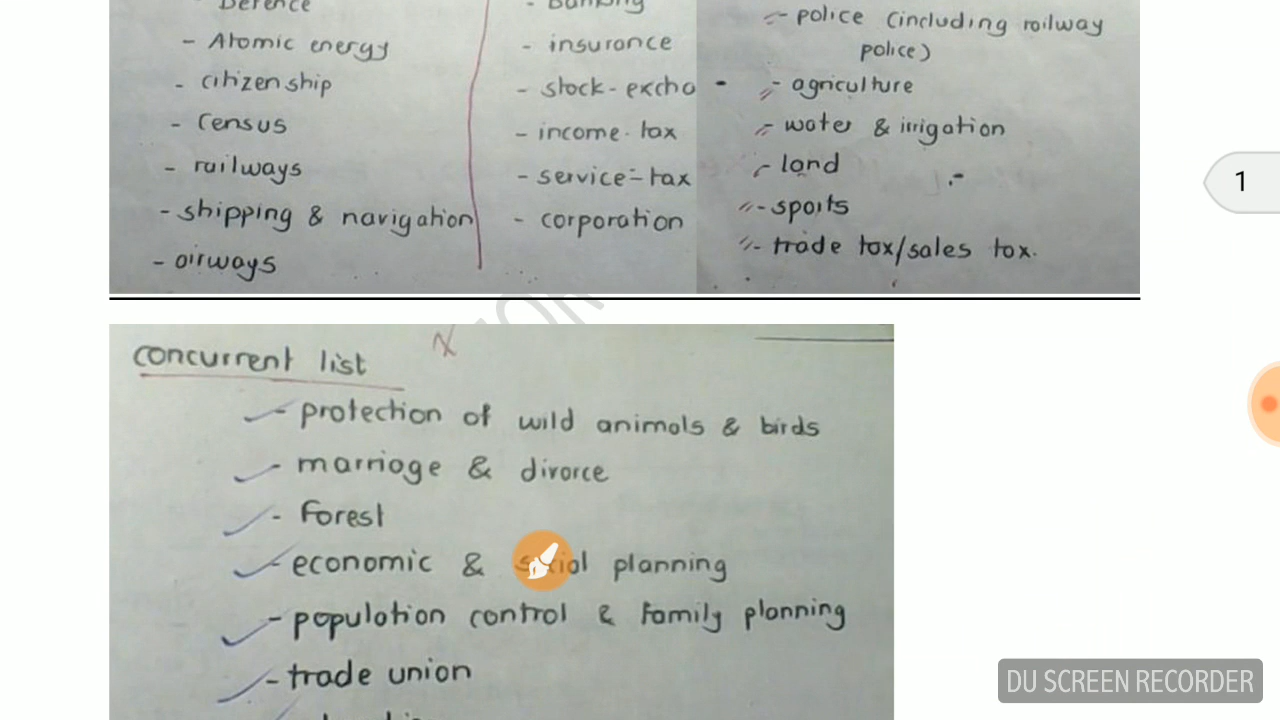 Defence
- Atomic energy
- citizenship
- Census
- railways
- shipping & navigation
- airways
- Banking
- insurance
- stock-excha
- income tax
- service-tax
- corporation
- police (including railway
police)
- agriculture
- water & irrigation
- land
- sports
- trade tax/sales tax.
1
concurrent list
- protection of wild animals & birds
- marriage & divorce
- Forest
- economic & social planning
- population control & family planning
- trade union
DU SCREEN RECORDER